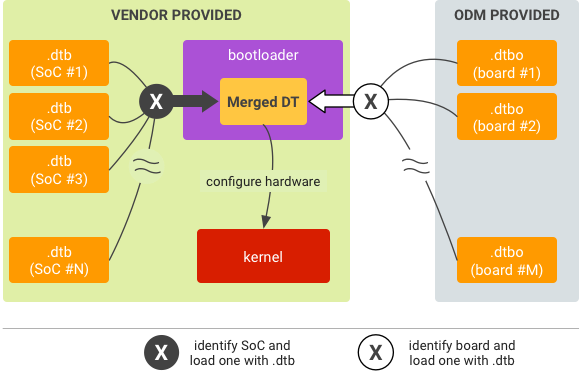 VENDOR PROVIDED
ODM PROVIDED
.dtb
(SoC #1)
.dtb
(SoC #2)
.dtb
(SoC #3)
.dtb
(SoC #N)
X
bootloader
Merged DT
configure hardware
kernel
X
.dtbo
(board #1)
.dtbo
(board #2)
.dtbo
(board #M)
X
identify SoC and
load one with .dtb
X
identify board and
load one with .dtb